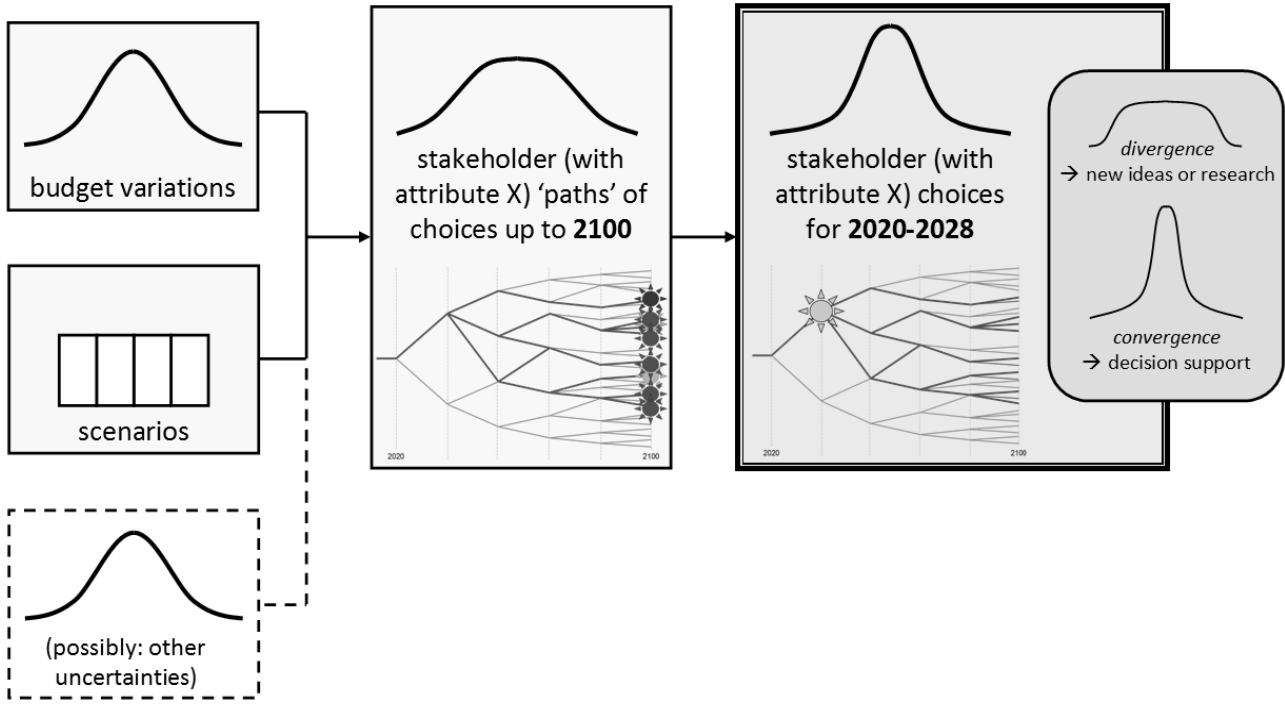 budget variations
scenarios
(possibly: other
uncertainties)
stakeholder (with
attribute X) ‘paths’ of
choices up to 2100
2020
2100
stakeholder (with
attribute X) choices
for 2020-2028
2020
2100
divergence
→ new ideas or research
convergence
→ decision support